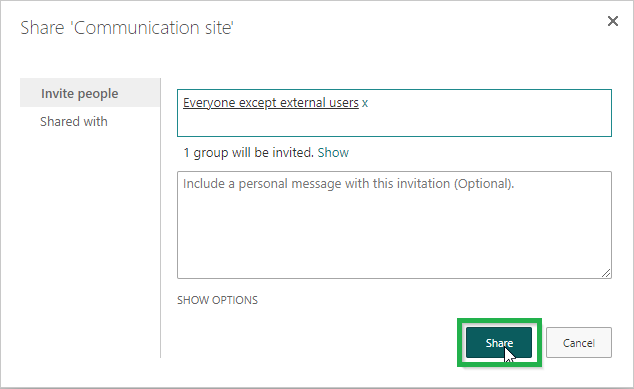 Share 'Communication site'
Invite people
Shared with
Everyone except external users x
1 group will be invited. Show
Include a personal message with this invitation (Optional).
SHOW OPTIONS
Share
Cancel